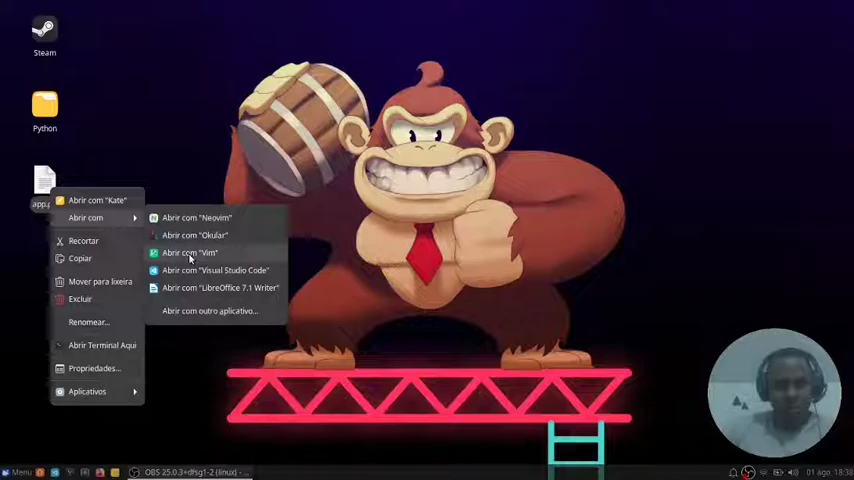 Steam
Python
app.p
Abrir com "Kate"
Abrir com
Recortar
Copiar
Mover para lixeira
Excluir
Renomear...
Abrir Terminal Aqui
Propriedades...
Aplicativos
Abrir com "Neovim"
Abrir com "Okular"
Abrir com "Vim"
Abrir com "Visual Studio Code"
Abrir com "LibreOffice 7.1 Writer"
Abrir com outro aplicativo...
Menu
OBS 25.0.3+dfsg1-2 (linux) - ...
01 ago, 18:38